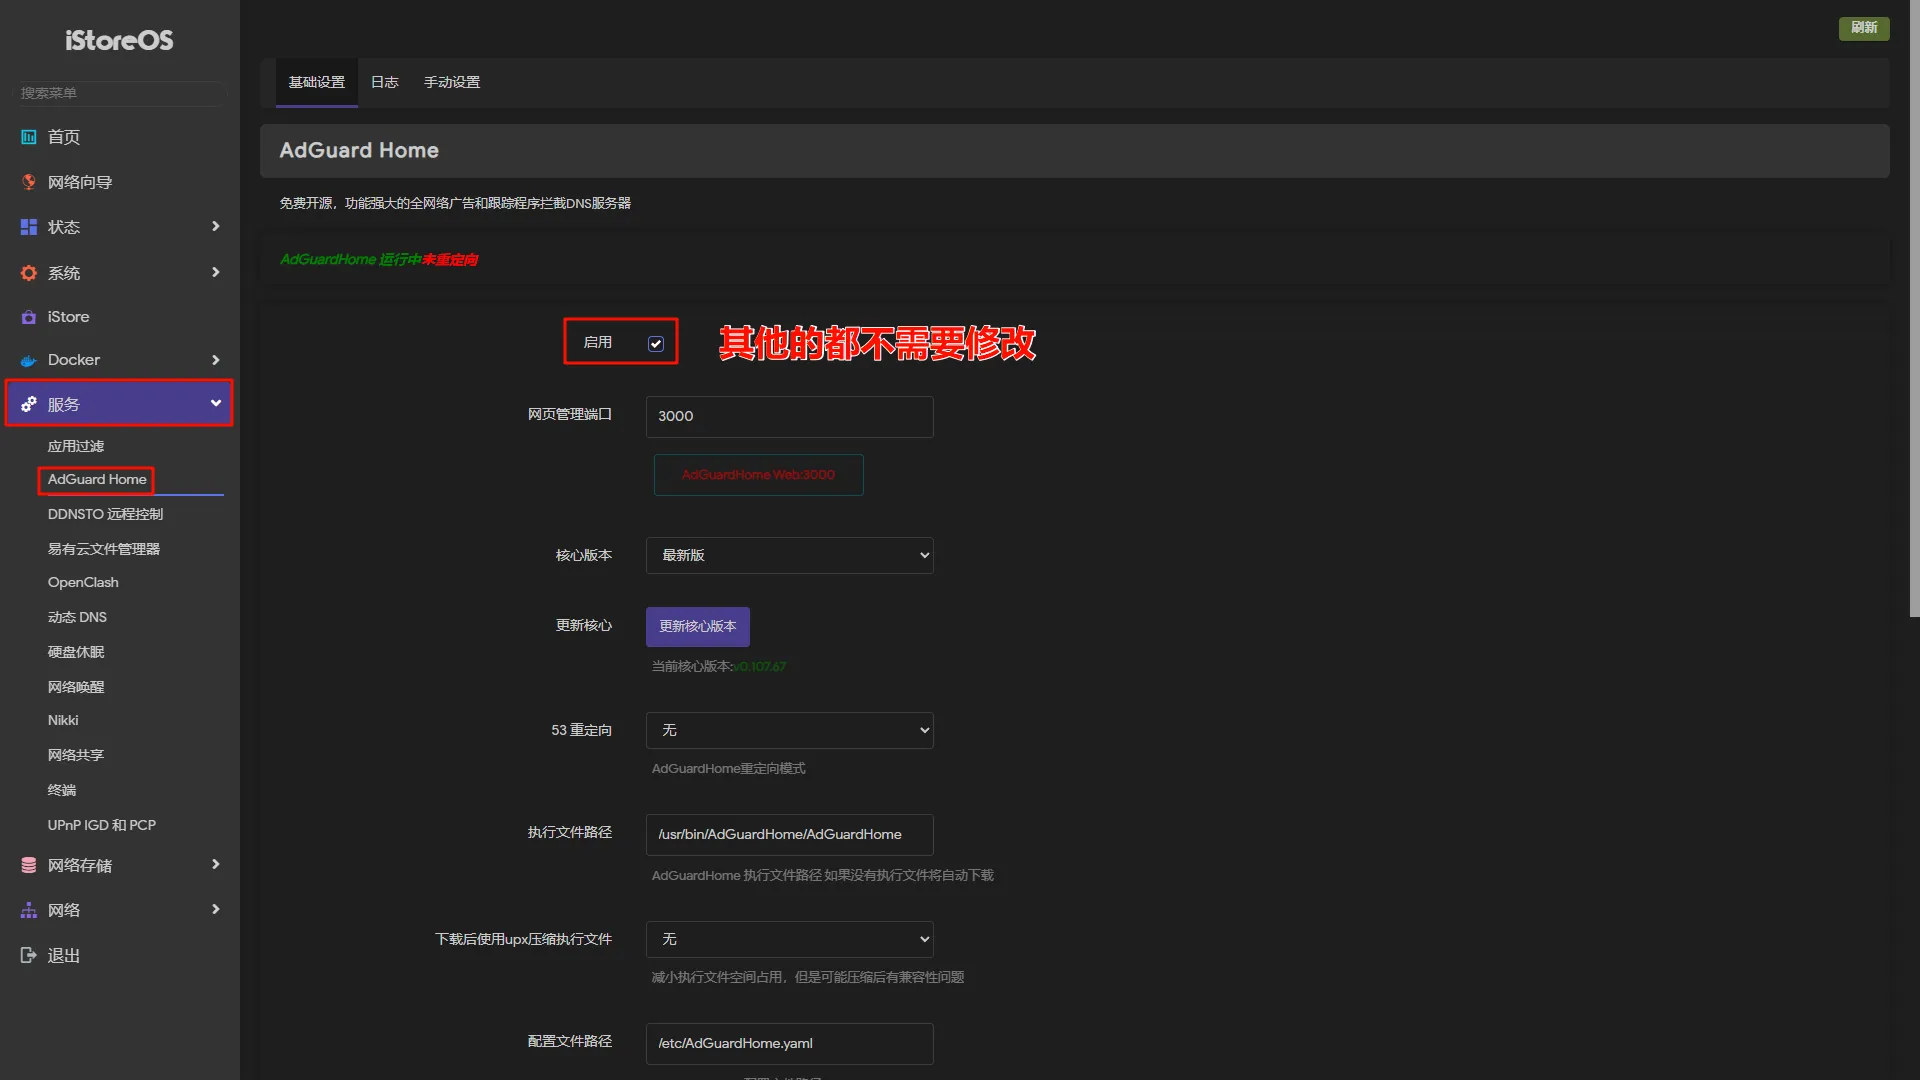 iStoreOS
搜索菜单
首页
网络向导
状态
系统
iStore
Docker
服务
应用过滤
AdGuard Home
DDNSTO 远程控制
易有云文件管理器
OpenClash
动态 DNS
硬盘休眠
网络唤醒
Nikki
网络共享
终端
UPnP IGD 和 PCP
网络存储
网络
退出
刷新
基础设置 日志 手动设置
AdGuard Home
免费开源，功能强大的全网络广告和跟踪程序拦截DNS服务器
AdGuardHome 运行中未重定向
启用
其他的都不需要修改
网页管理端口 3000
AdGuardHome Web:3000
核心版本 最新版
更新核心 更新核心版本
当前核心版本:v0.107.67
53 重定向 无
AdGuardHome重定向模式
执行文件路径 /usr/bin/AdGuardHome/AdGuardHome
AdGuardHome 执行文件路径 如果没有执行文件将自动下载
下载后使用upx压缩执行文件 无
减小执行文件空间占用，但是可能压缩后有兼容性问题
配置文件路径 /etc/AdGuardHome.yaml